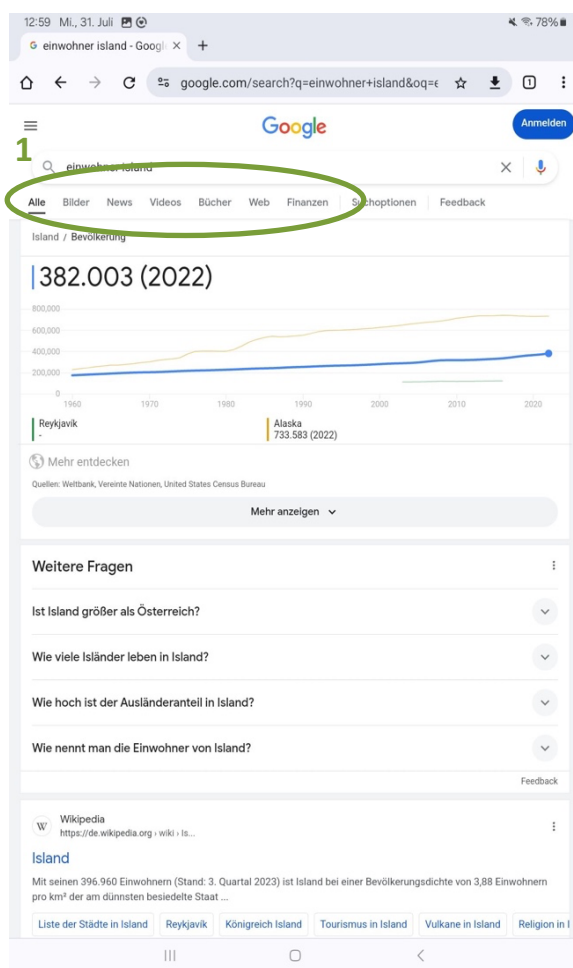 12:59 Mi., 31. Juli 78%
G einwohner island - Googl × +
google.com/search?q=einwohner+island&oq=e 1
Google
Anmelden
1
einwohner island
Alle Bilder News Videos Bücher Web Finanzen Suchoptionen Feedback
Island / Bevölkerung
382.003 (2022)
800,000
600,000
400,000
200,000
0
1960 1970 1980 1990 2000 2010 2020
Reykjavík Alaska
- 733.583 (2022)
Mehr entdecken
Quellen: Weltbank, Vereinte Nationen, United States Census Bureau
Mehr anzeigen
Weitere Fragen
Ist Island größer als Österreich?
Wie viele Isländer leben in Island?
Wie hoch ist der Ausländeranteil in Island?
Wie nennt man die Einwohner von Island?
Feedback
W Wikipedia
https://de.wikipedia.org › wiki › Is...
Island
Mit seinen 396.960 Einwohnern (Stand: 3. Quartal 2023) ist Island bei einer Bevölkerungsdichte von 3,88 Einwohnern
pro km² der am dünnsten besiedelte Staat ...
Liste der Städte in Island Reykjavík Königreich Island Tourismus in Island Vulkane in Island Religion in I